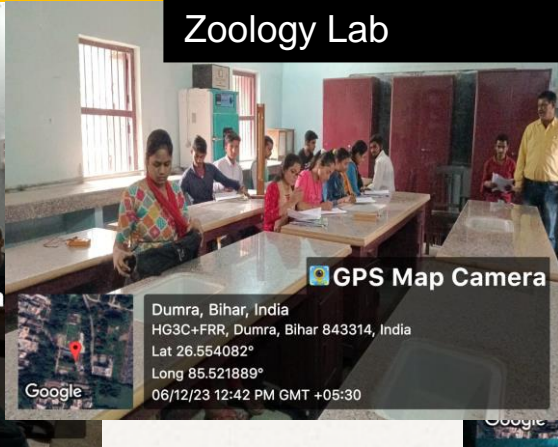 Zoology Lab
GPS Map Camera
Dumra, Bihar, India
HG3C+FRR, Dumra, Bihar 843314, India
Lat 26.554082°
Long 85.521889°
06/12/23 12:42 PM GMT +05:30
Google
Google